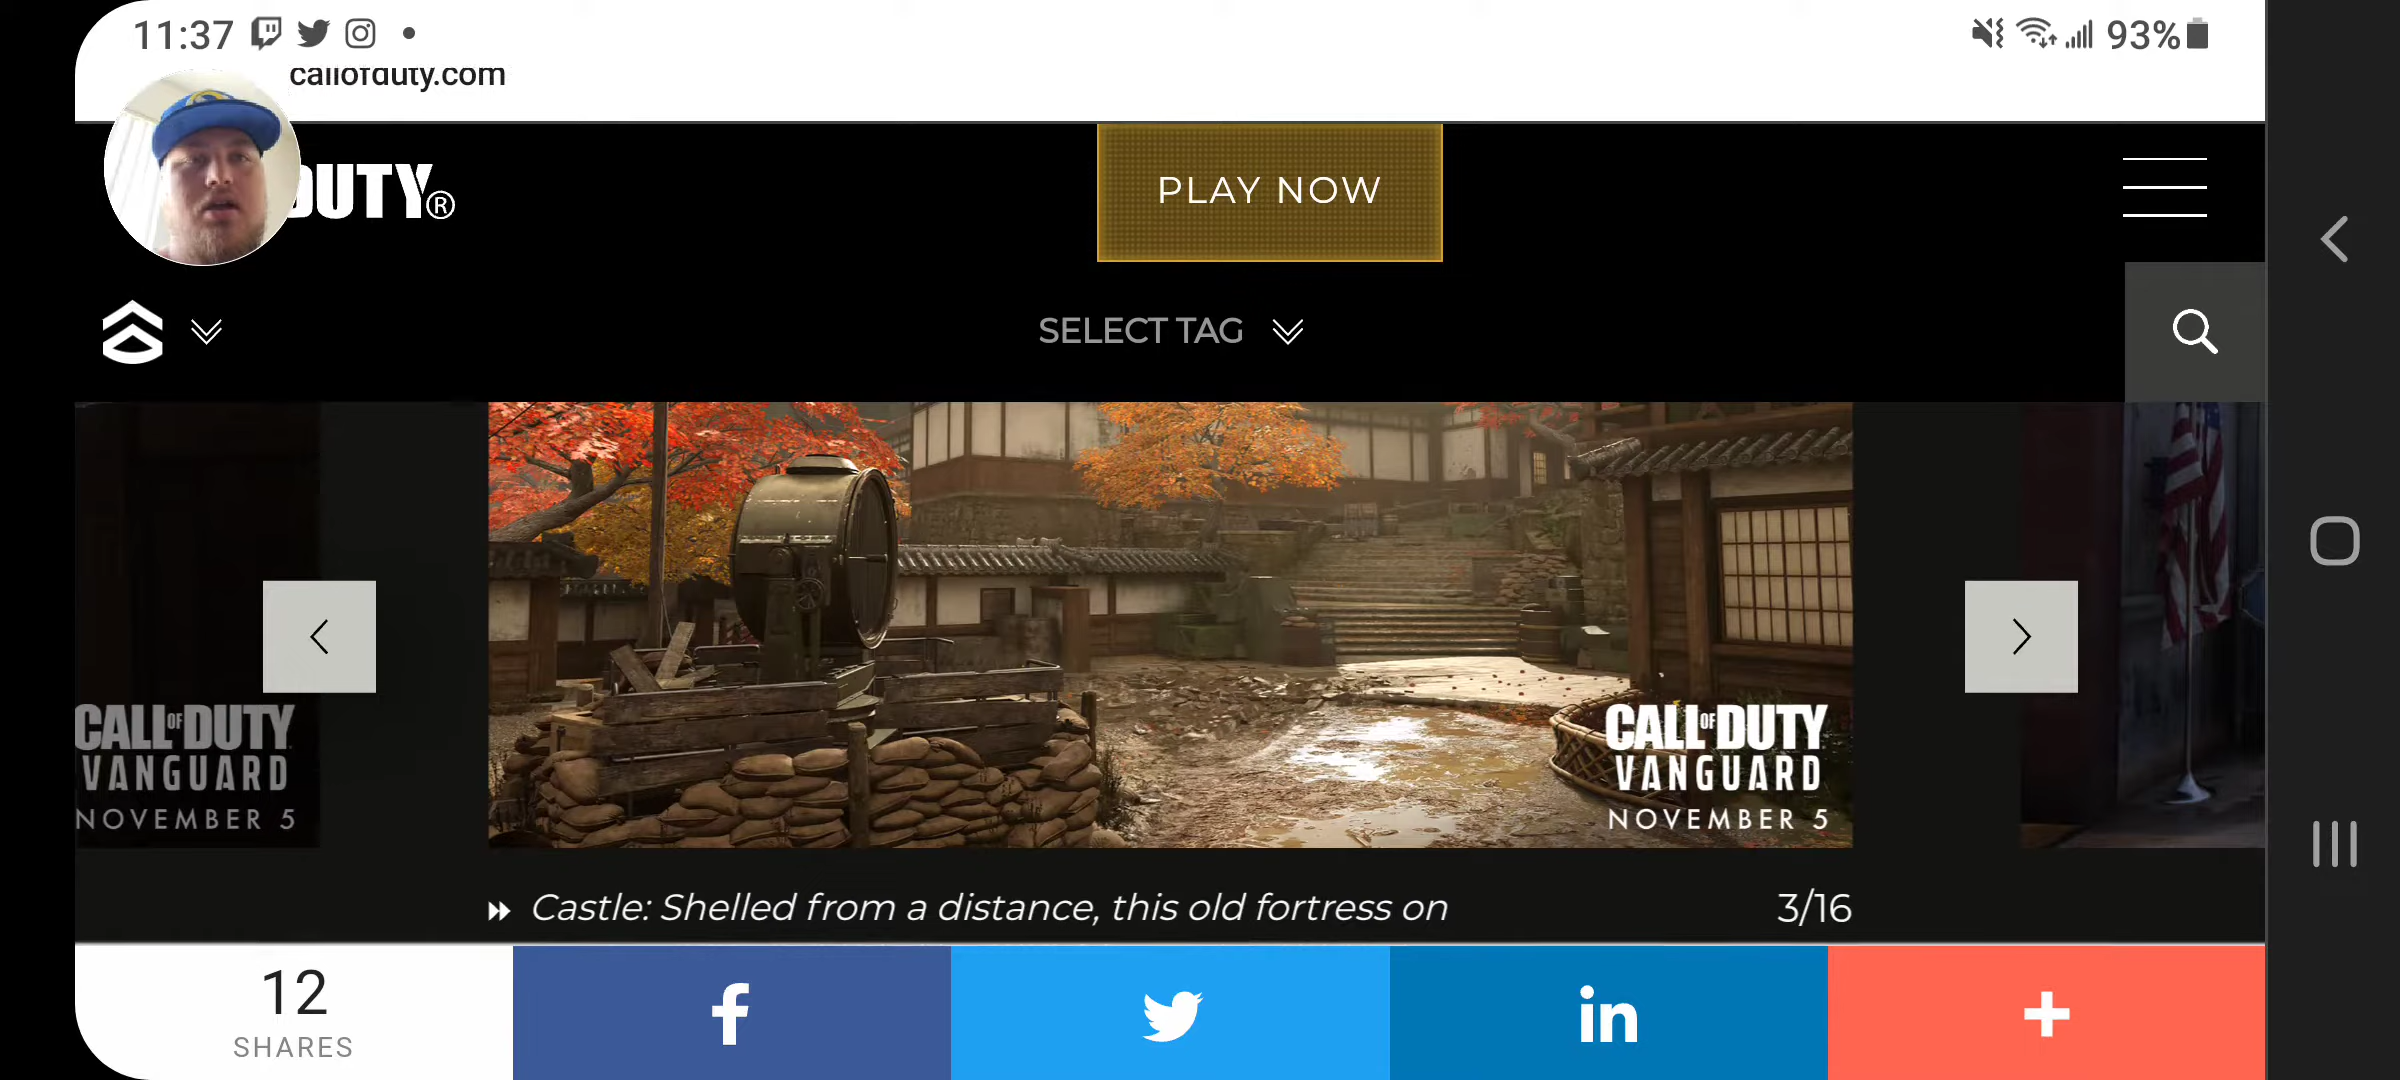 11:37
93%
callofduty.com
DUTY®
PLAY NOW
SELECT TAG
CALL OF DUTY
VANGUARD
NOVEMBER 5
CALL OF DUTY
VANGUARD
NOVEMBER 5
Castle: Shelled from a distance, this old fortress on
3/16
12
SHARES
f
in
+